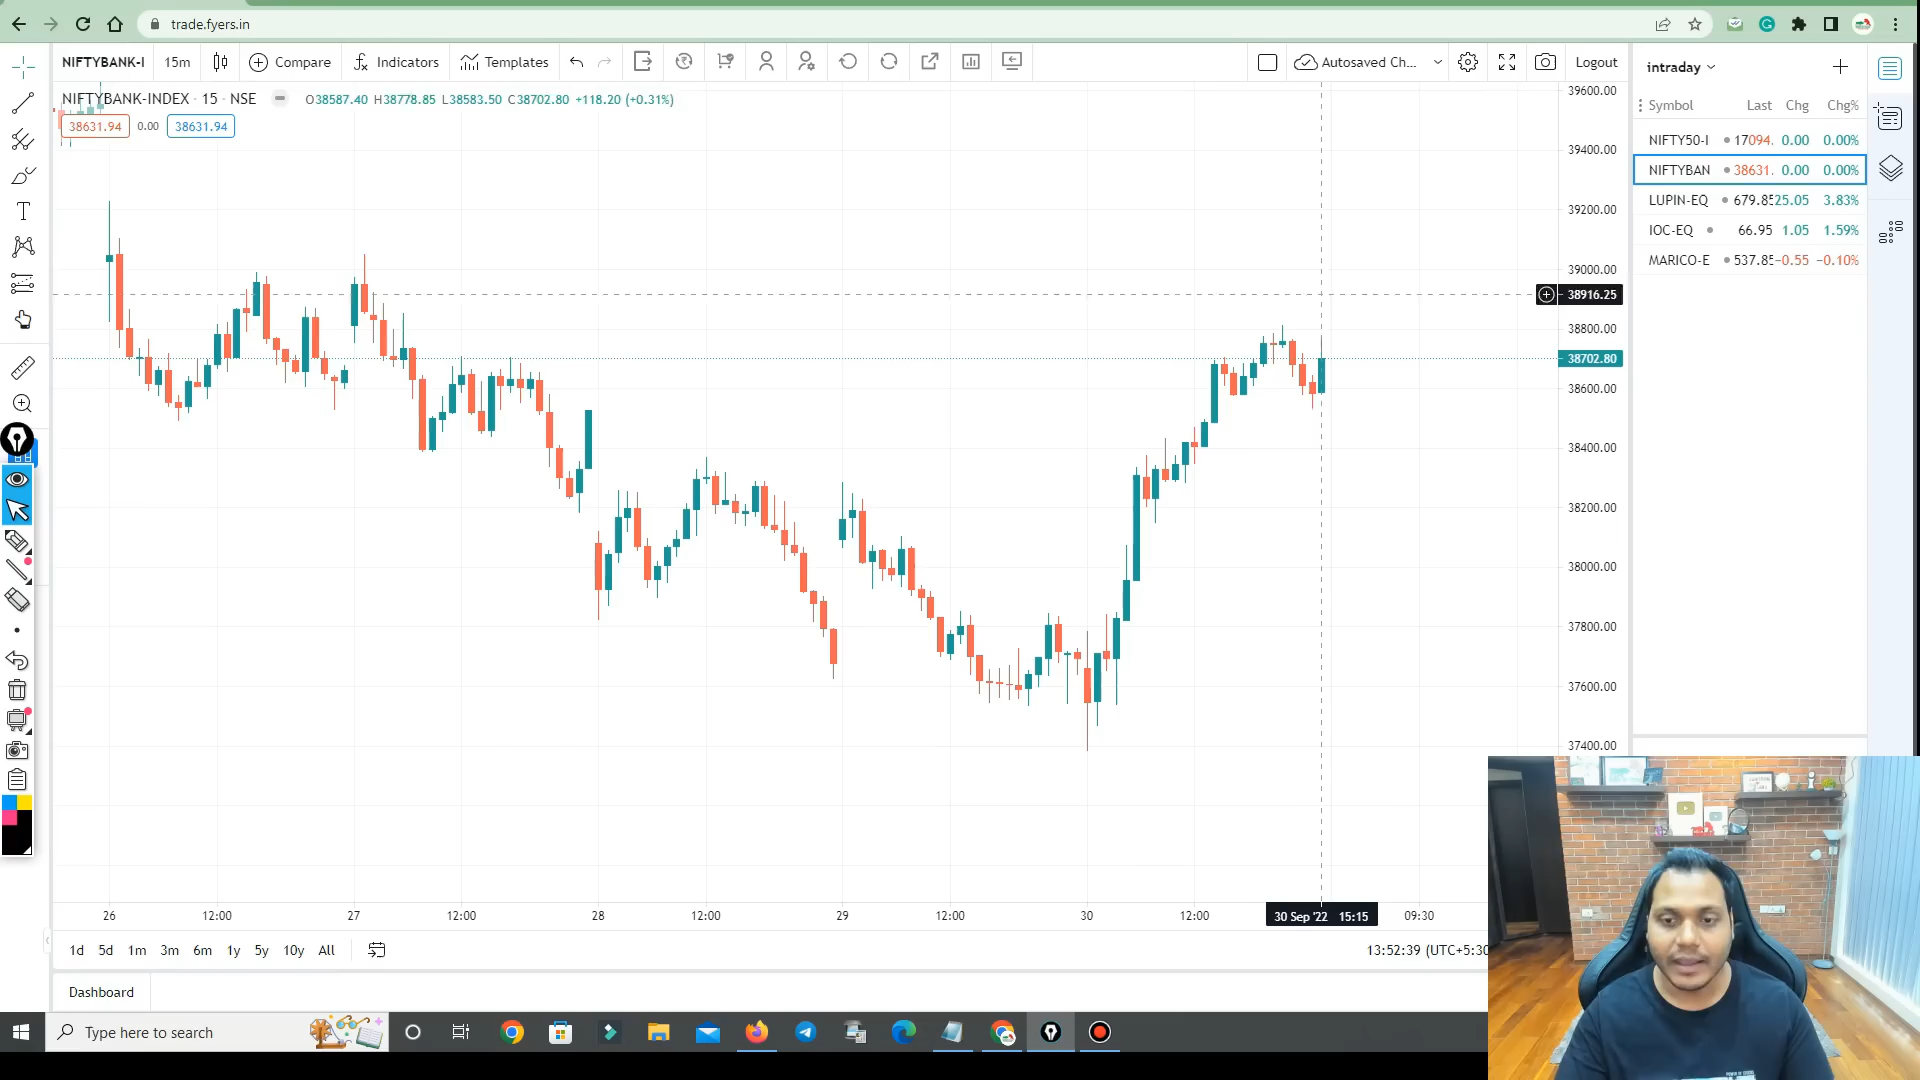 trade.fyers.in
NIFTYBANK-I 15m Compare Indicators Templates Autosaved Ch... Logout
NIFTYBANK-INDEX · 15 · NSE O38587.40 H38778.85 L38583.50 C38702.80 +118.20 (+0.31%)
38631.94 0.00 38631.94
39600.00
39400.00
39200.00
39000.00
38916.25
38800.00
38702.80
38600.00
38400.00
38200.00
38000.00
37800.00
37600.00
37400.00
26 12:00 27 12:00 28 12:00 29 12:00 30 12:00 30 Sep '22 15:15 09:30
1d 5d 1m 3m 6m 1y 5y 10y All
13:52:39 (UTC+5:30
Dashboard
intraday
Symbol Last Chg Chg%
NIFTY50-I 17094. 0.00 0.00%
NIFTYBAN 38631. 0.00 0.00%
LUPIN-EQ 679.85 25.05 3.83%
IOC-EQ 66.95 1.05 1.59%
MARICO-E 537.85 −0.55 −0.10%
Type here to search